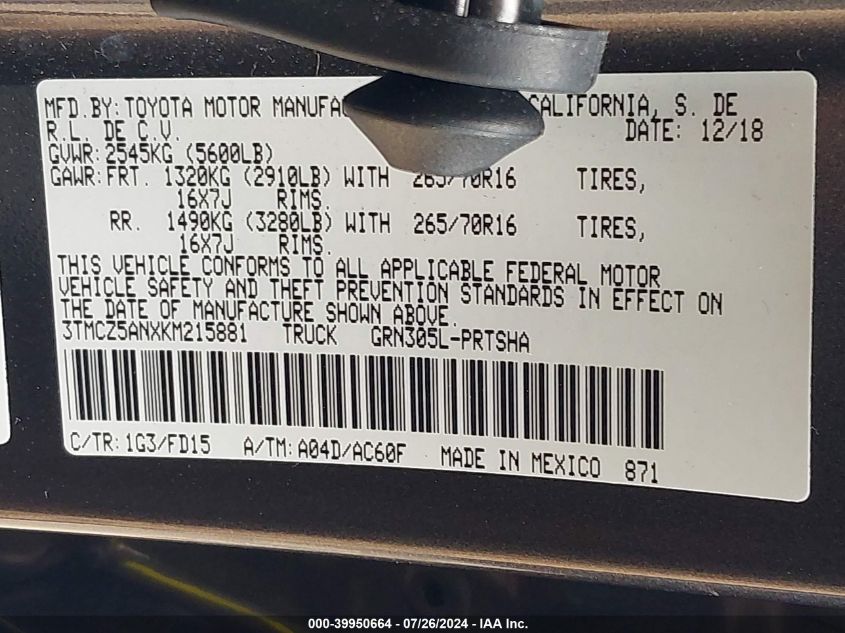 MFD.BY:TOYOTA MOTOR CALIFORNIA, S. DE
R.L. DE C.V. DATE: 12/18
GVWR:2545KG (5600LB)
GAWR:FRT. 1320KG (2910LB) WITH 265/70R16 TIRES,
16X7J RIMS.
RR. 1490KG (3280LB) WITH 265/70R16 TIRES,
16X7J RIMS.
THIS VEHICLE CONFORMS TO ALL APPLICABLE FEDERAL MOTOR
VEHICLE SAFETY AND THEFT PREVENTION STANDARDS IN EFFECT ON
THE DATE OF MANUFACTURE SHOWN ABOVE.
3TMCZ5ANXKM215881 TRUCK GRN305L-PRTSHA
C/TR:1G3/FD15 A/TM:A04D/AC60F MADE IN MEXICO 871
000-39950664 - 07/26/2024 - IAA Inc.